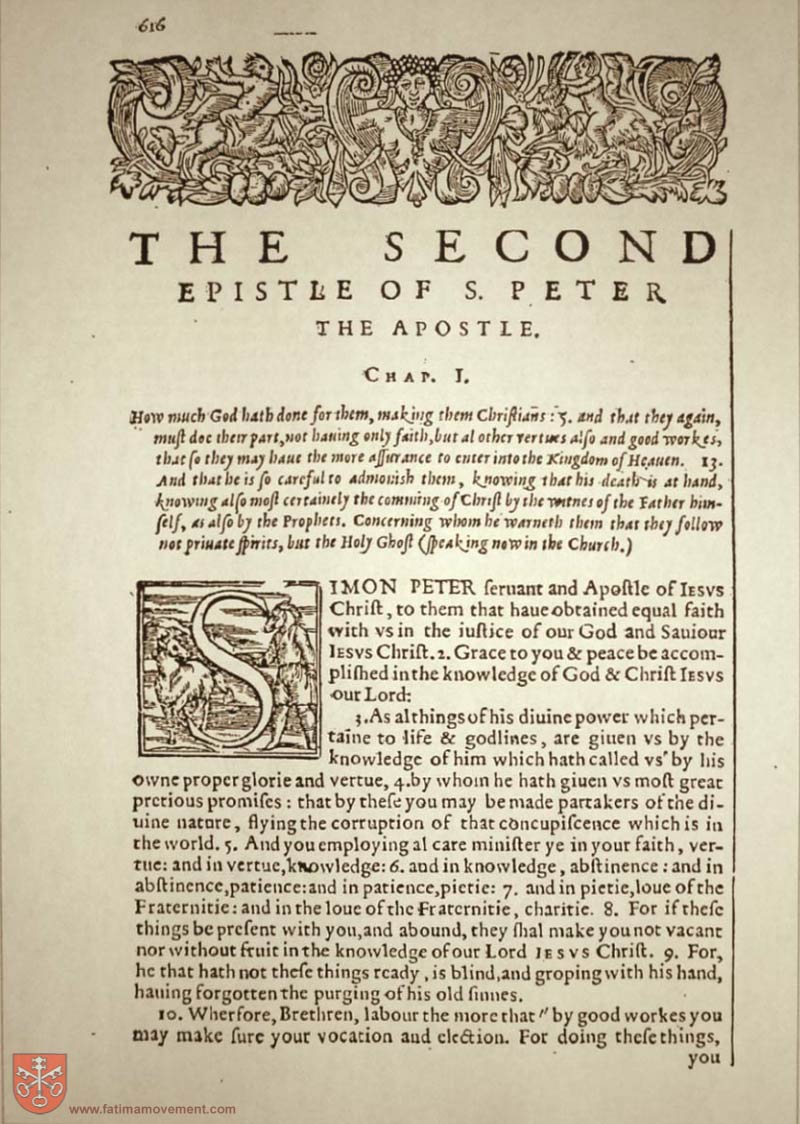 616
THE SECOND
EPISTLE OF S. PETER
THE APOSTLE.
CHAP. I.
How much God hath done for them, making them Chriſtiañs : 5. and that they again,
muſt doe their part, not hauing only faith, but al other vertues alſo and good workes,
that ſo they may haue the more aſſurance to enter into the Kingdom of Heauen. 13.
And that he is ſo careful to admonish them, knowing that his death is at hand,
knowing alſo moſt certainely the comming of Chriſt by the witnes of the Father him-
ſelf, as alſo by the Prophets. Concerning whom he warneth them that they follow
not priuate ſpirits, but the Holy Ghoſt (ſpeaking now in the Church.)
SIMON PETER ſeruant and Apoſtle of IESVS
Chriſt, to them that haue obtained equal faith
with vs in the iuſtice of our God and Sauiour
IESVS Chriſt. 2. Grace to you & peace be accom-
pliſhed in the knowledge of God & Chriſt IESVS
our Lord:
3. As al things of his diuine power which per-
taine to life & godlines, are giuen vs by the
knowledge of him which hath called vs by his
owne proper glorie and vertue, 4. by whom he hath giuen vs moſt great
pretious promiſes : that by theſe you may be made partakers of the di-
uine nature, flying the corruption of that concupiſcence which is in
the world. 5. And you employing al care miniſter ye in your faith, ver-
tue: and in vertue, knowledge: 6. and in knowledge, abſtinence : and in
abſtinence, patience: and in patience, pietie: 7. and in pietie, loue of the
Fraternitie : and in the loue of the Fraternitie, charitie. 8. For if theſe
things be preſent with you, and abound, they ſhal make you not vacant
nor without fruit in the knowledge of our Lord IESVS Chriſt. 9. For,
he that hath not theſe things ready, is blind, and groping with his hand,
hauing forgotten the purging of his old ſinnes.
10. Wherfore, Brethren, labour the more that " by good workes you
may make ſure your vocation and election. For doing theſe things,
you
www.fatimamovement.com